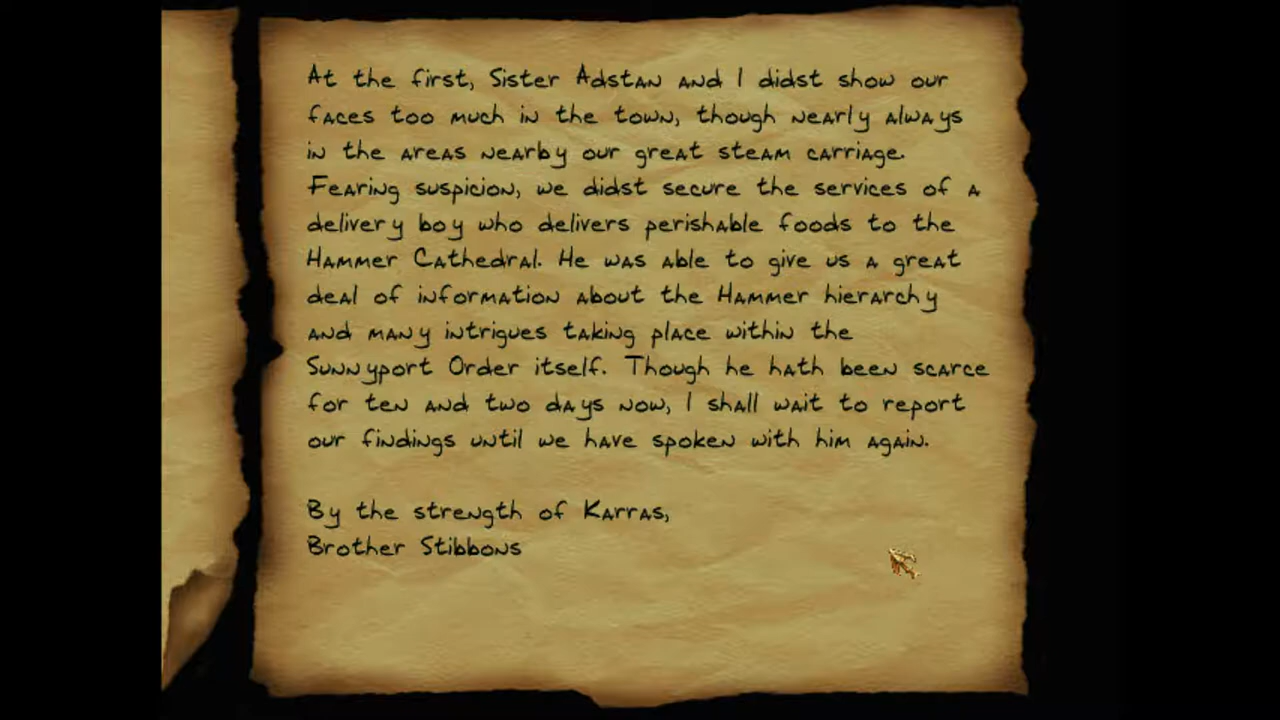 At the first, Sister Adstan and I didst show our
faces too much in the town, though nearly always
in the areas nearby our great steam carriage.
Fearing suspicion, we didst secure the services of a
delivery boy who delivers perishable foods to the
Hammer Cathedral. He was able to give us a great
deal of information about the Hammer hierarchy
and many intrigues taking place within the
Sunnyport Order itself. Though he hath been scarce
for ten and two days now, I shall wait to report
our findings until we have spoken with him again.
By the strength of Karras,
Brother Stibbons